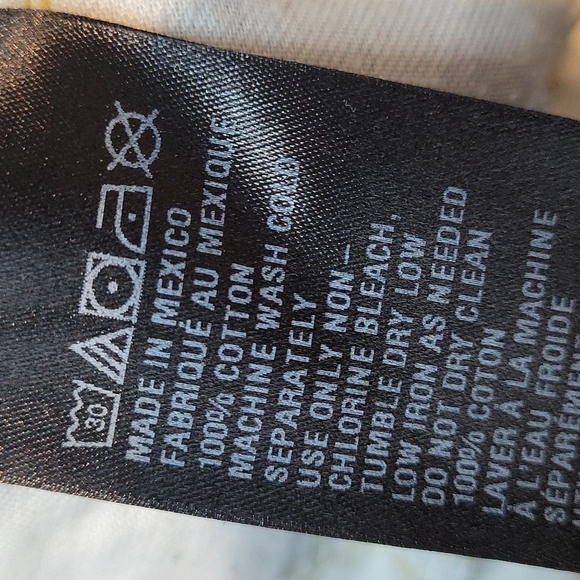 30
MADE IN MEXICO
FABRIQUÉ AU MEXIQUE
100% COTTON
MACHINE WASH COLD
SEPARATELY
USE ONLY NON-
CHLORINE BLEACH,
TUMBLE DRY LOW
LOW IRON AS NEEDED
DO NOT DRY CLEAN
100% COTON
LAVER À LA MACHINE
À L'EAU FROIDE